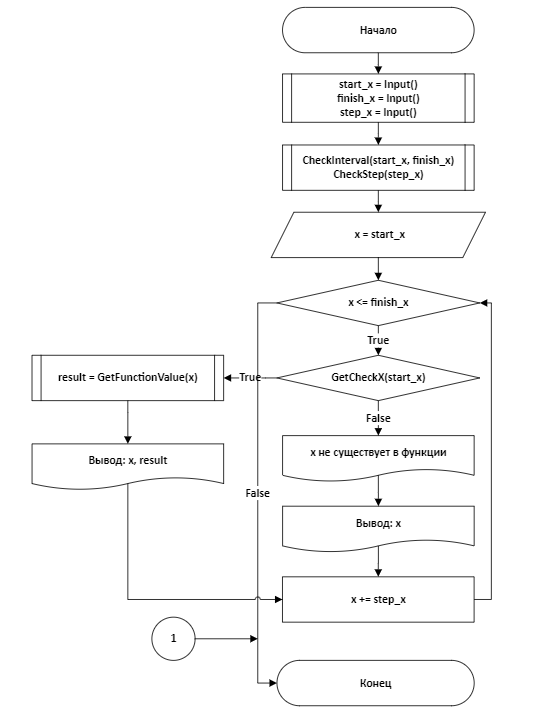 Начало
start_x = Input()
finish_x = Input()
step_x = Input()
CheckInterval(start_x, finish_x)
CheckStep(step_x)
x = start_x
x <= finish_x
True
result = GetFunctionValue(x)
True
GetCheckX(start_x)
False
x не существует в функции
Вывод: x, result
False
Вывод: x
x += step_x
1
Конец